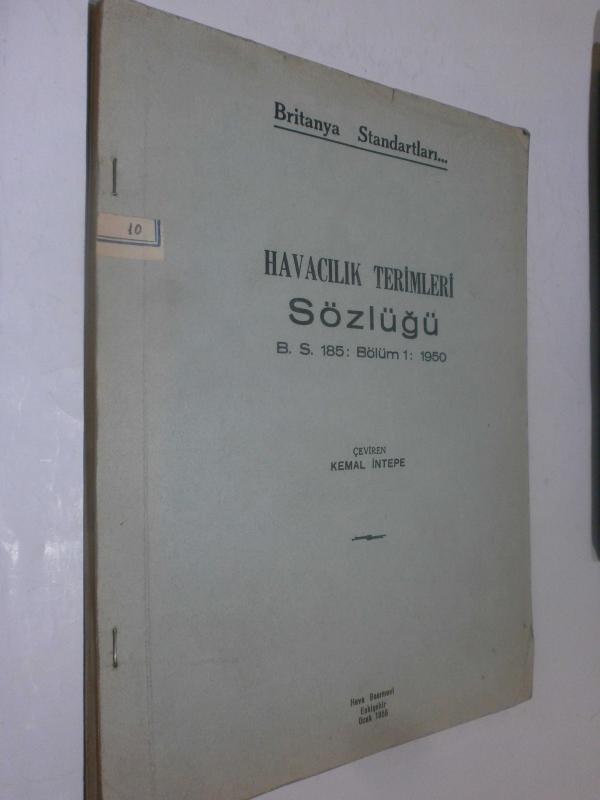 Britanya Standartları...
10
HAVACILIK TERİMLERİ
Sözlüğü
B. S. 185: Bölüm 1: 1950
ÇEVİREN
KEMAL İNTEPE
Hava Basımevi
Eskişehir
Ocak